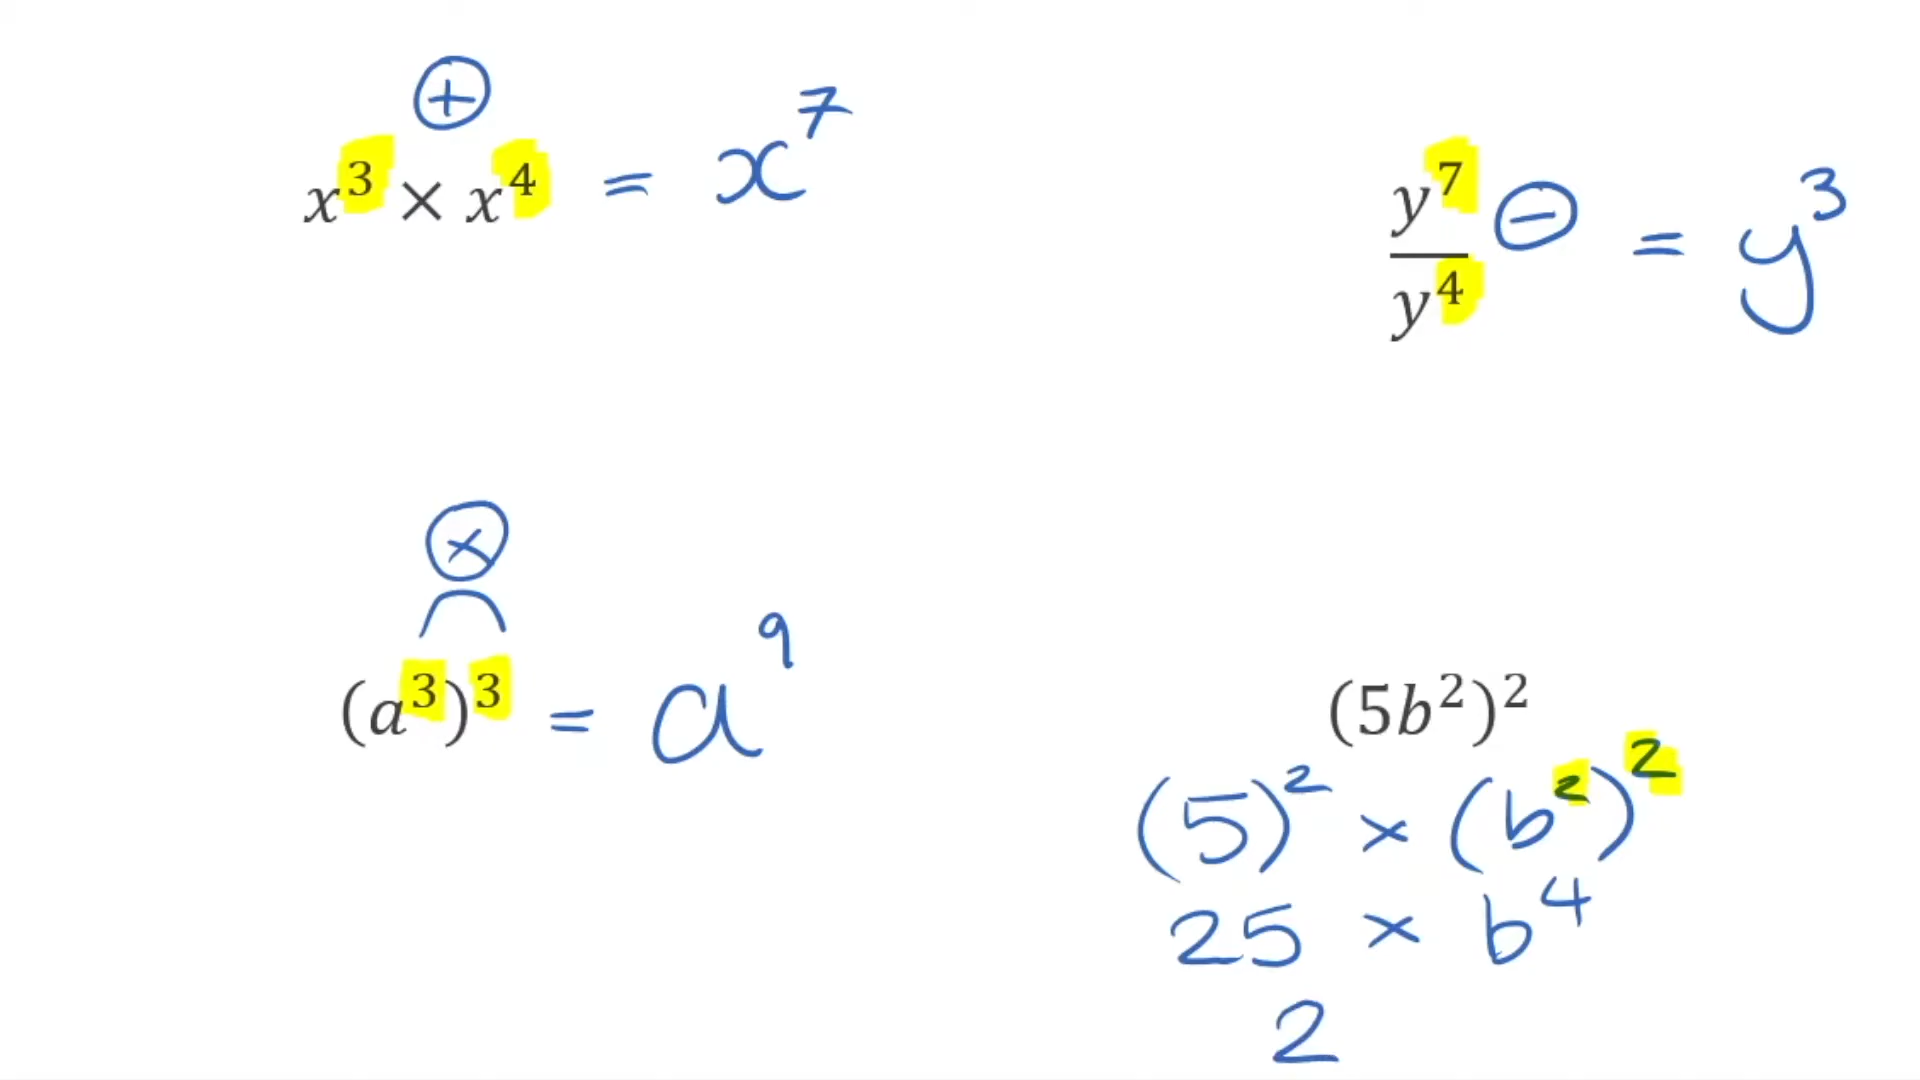 ⊕
x³ × x⁴ = x⁷
y⁷/y⁴ ⊖ = y³
⊗
(a³)³ = a⁹
(5b²)²
(5)² × (b²)²
25 × b⁴
2